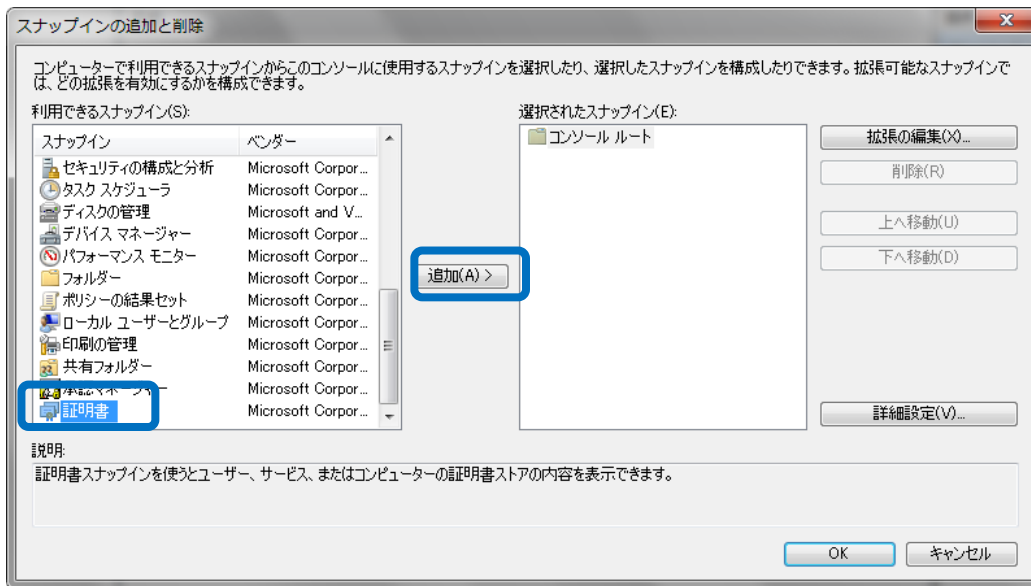 スナップインの追加と削除
コンピューターで利用できるスナップインからこのコンソールに使用するスナップインを選択したり、選択したスナップインを構成したりできます。拡張可能なスナップインで
は、どの拡張を有効にするかを構成できます。
利用できるスナップイン(S):
スナップイン ベンダー
セキュリティの構成と分析 Microsoft Corpor...
タスク スケジューラ Microsoft Corpor...
ディスクの管理 Microsoft and V...
デバイス マネージャー Microsoft Corpor...
パフォーマンス モニター Microsoft Corpor...
フォルダー Microsoft Corpor...
ポリシーの結果セット Microsoft Corpor...
ローカル ユーザーとグループ Microsoft Corpor...
印刷の管理 Microsoft Corpor...
共有フォルダー Microsoft Corpor...
承認マネージャー Microsoft Corpor...
証明書 Microsoft Corpor...
追加(A) >
選択されたスナップイン(E):
コンソール ルート
拡張の編集(X)...
削除(R)
上へ移動(U)
下へ移動(D)
詳細設定(V)...
説明:
証明書スナップインを使うとユーザー、サービス、またはコンピューターの証明書ストアの内容を表示できます。
OK
キャンセル